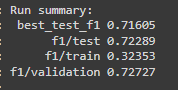 : Run summary:
: best_test_f1 0.71605
: f1/test 0.72289
: f1/train 0.32353
: f1/validation 0.72727